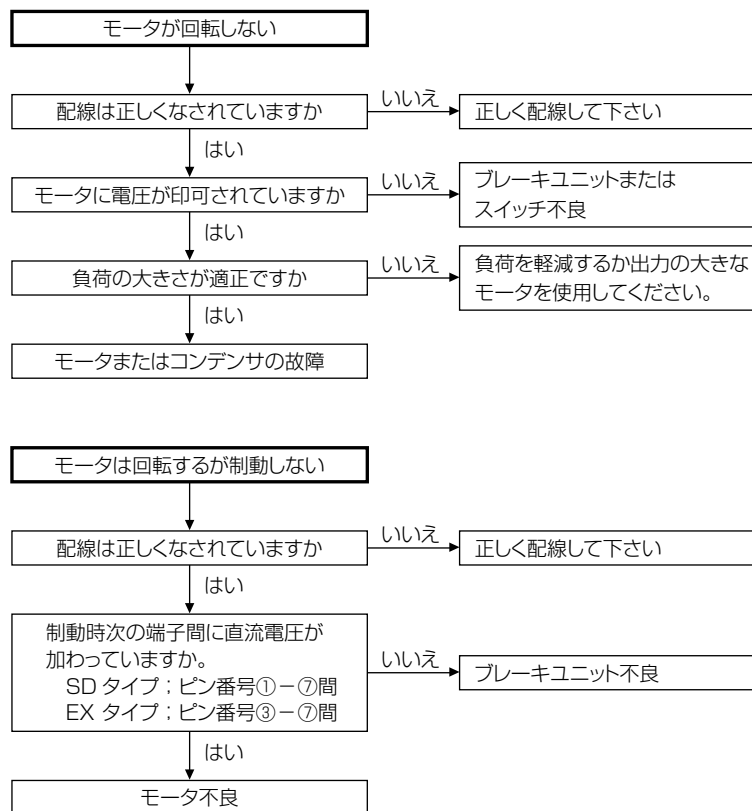 モータが回転しない
配線は正しくなされていますか
いいえ
正しく配線して下さい
はい
モータに電圧が印可されていますか
いいえ
ブレーキユニットまたは
スイッチ不良
はい
負荷の大きさが適正ですか
いいえ
負荷を軽減するか出力の大きな
モータを使用してください。
はい
モータまたはコンデンサの故障
モータは回転するが制動しない
配線は正しくなされていますか
いいえ
正しく配線して下さい
はい
制動時次の端子間に直流電圧が
加わっていますか。
SD タイプ；ピン番号①－⑦間
EX タイプ；ピン番号③－⑦間
いいえ
ブレーキユニット不良
はい
モータ不良